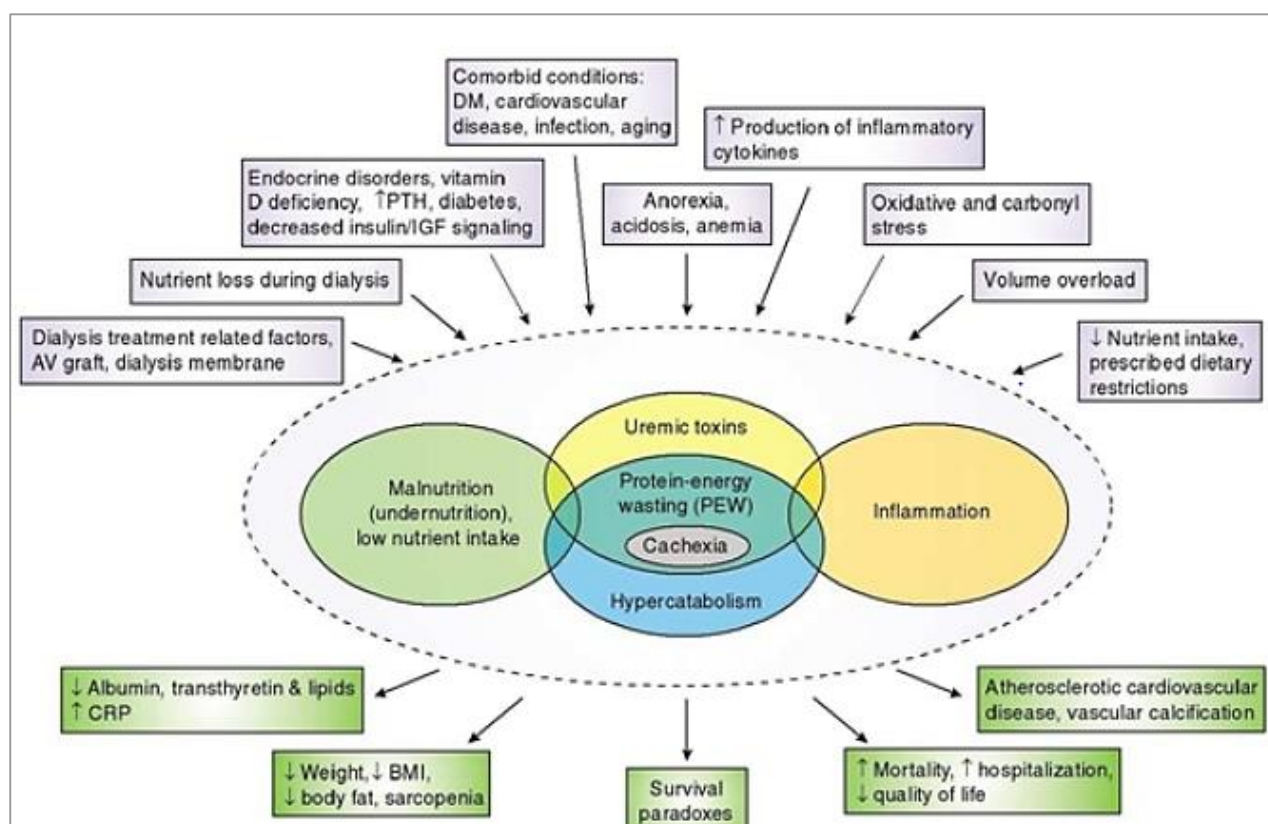 Comorbid conditions:
DM, cardiovascular
disease, infection, aging
↑ Production of inflammatory
cytokines
Endocrine disorders, vitamin
D deficiency, ↑PTH, diabetes,
decreased insulin/IGF signaling
Anorexia,
acidosis, anemia
Oxidative and carbonyl
stress
Nutrient loss during dialysis
Volume overload
Dialysis treatment related factors,
AV graft, dialysis membrane
↓ Nutrient intake,
prescribed dietary
restrictions
Uremic toxins
Malnutrition
(undernutrition),
low nutrient intake
Protein-energy
wasting (PEW)
Cachexia
Inflammation
Hypercatabolism
↓ Albumin, transthyretin & lipids
↑ CRP
Atherosclerotic cardiovascular
disease, vascular calcification
↓ Weight, ↓ BMI,
↓ body fat, sarcopenia
Survival
paradoxes
↑ Mortality, ↑ hospitalization,
↓ quality of life